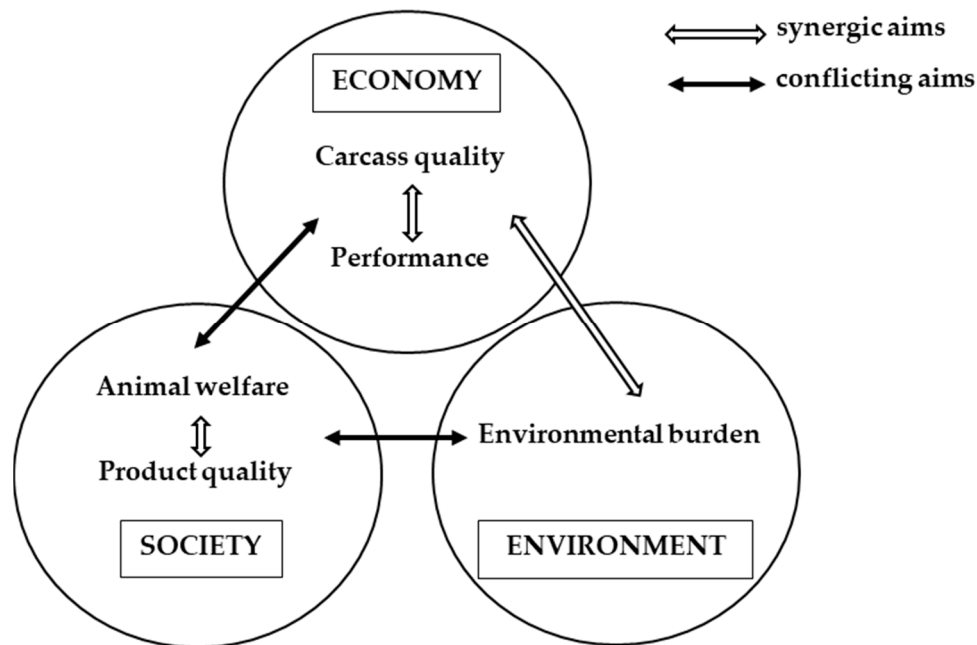 synergic aims
conflicting aims
ECONOMY
Carcass quality
Performance
Animal welfare
Product quality
SOCIETY
Environmental burden
ENVIRONMENT